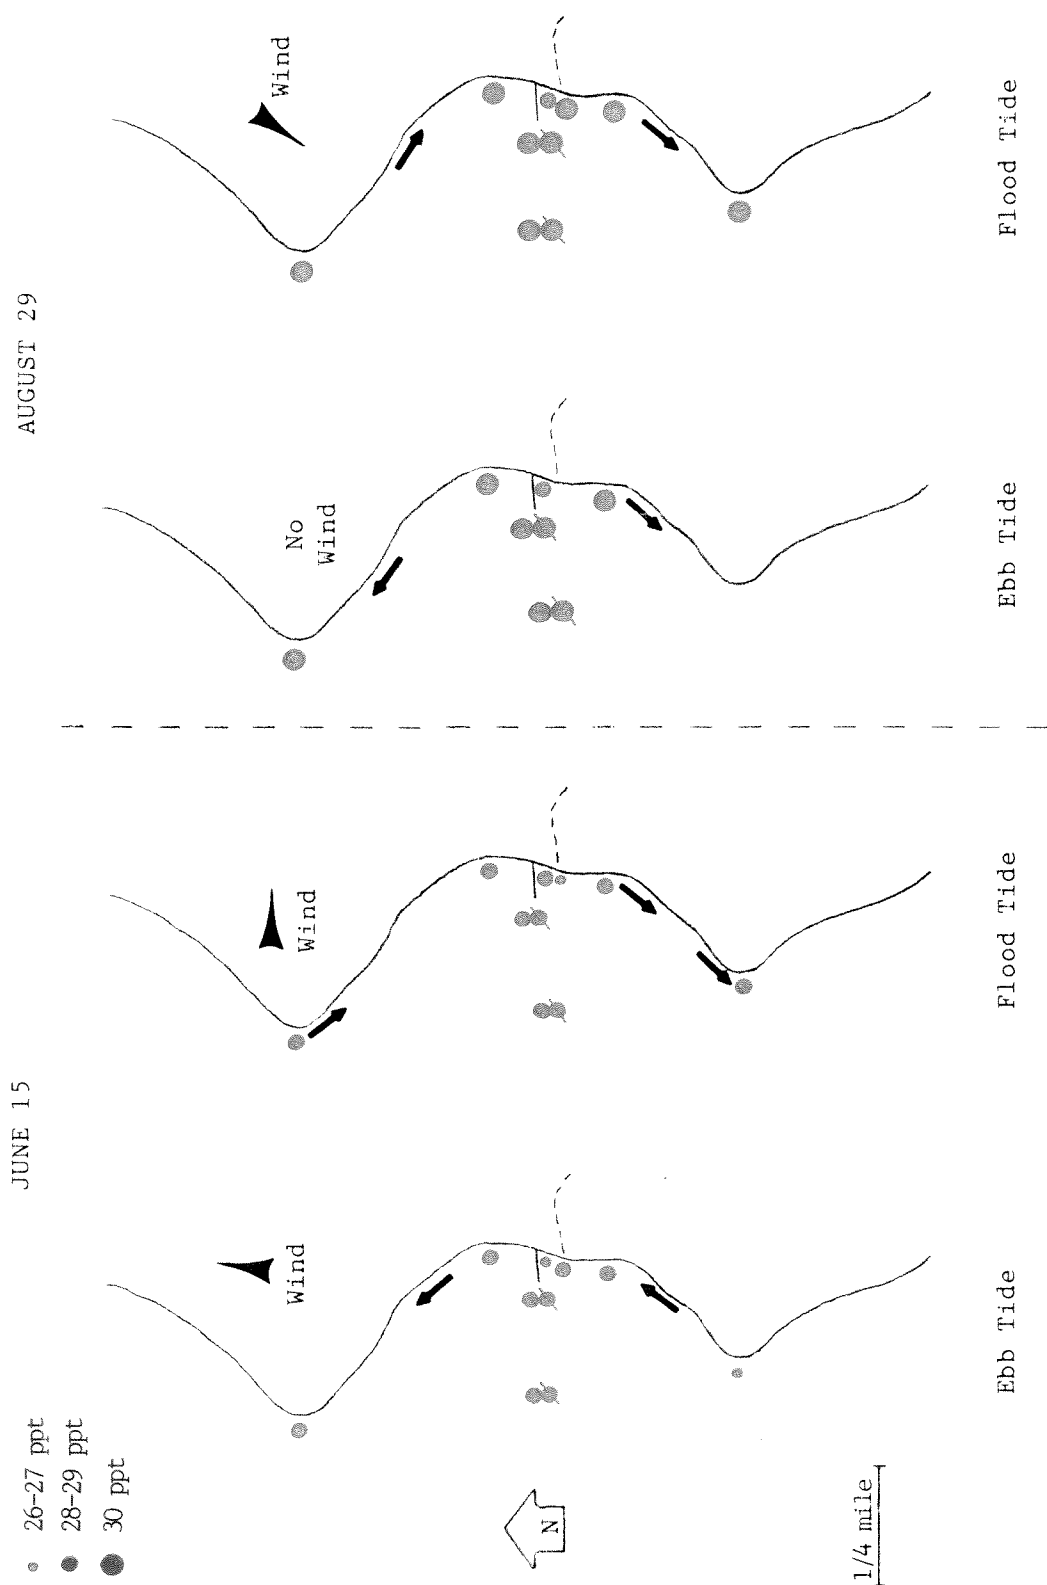 JUNE 15
AUGUST 29
26-27 ppt
28-29 ppt
30 ppt
Wind
Wind
No
Wind
Wind
N
1/4 mile
Ebb Tide
Flood Tide
Ebb Tide
Flood Tide